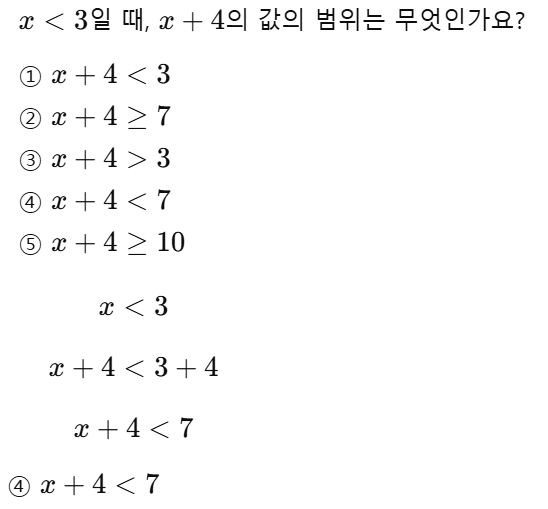 x < 3일 때, x + 4의 값의 범위는 무엇인가요?
① x + 4 < 3
② x + 4 ≥ 7
③ x + 4 > 3
④ x + 4 < 7
⑤ x + 4 ≥ 10
x < 3
x + 4 < 3 + 4
x + 4 < 7
④ x + 4 < 7